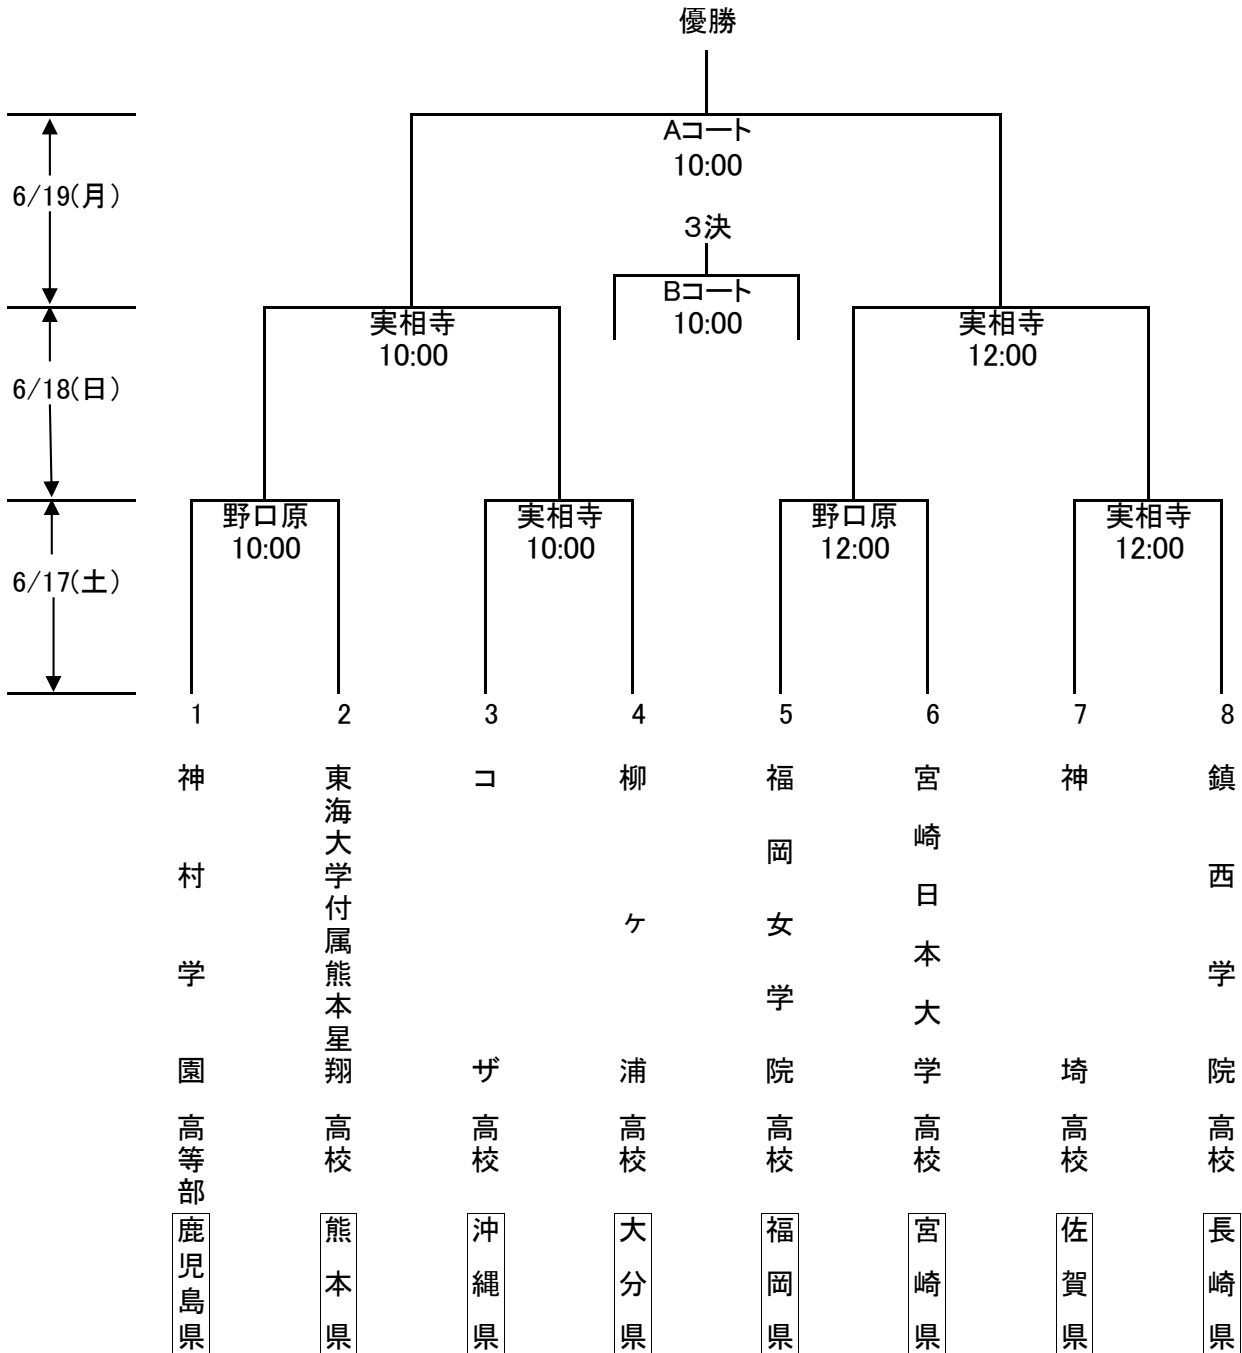 優勝
Aコート
10:00
6/19(月)
3決
Bコート
10:00
実相寺
10:00
実相寺
12:00
6/18(日)
野口原
10:00
実相寺
10:00
野口原
12:00
実相寺
12:00
6/17(土)
1
2
3
4
5
6
7
8
神村学園高等部
鹿児島県
東海大学付属熊本星翔高校
熊本県
コザ高校
沖縄県
柳ヶ浦高校
大分県
福岡女学院高校
福岡県
宮崎日本大学高校
宮崎県
神埼高校
佐賀県
鎮西学院高校
長崎県